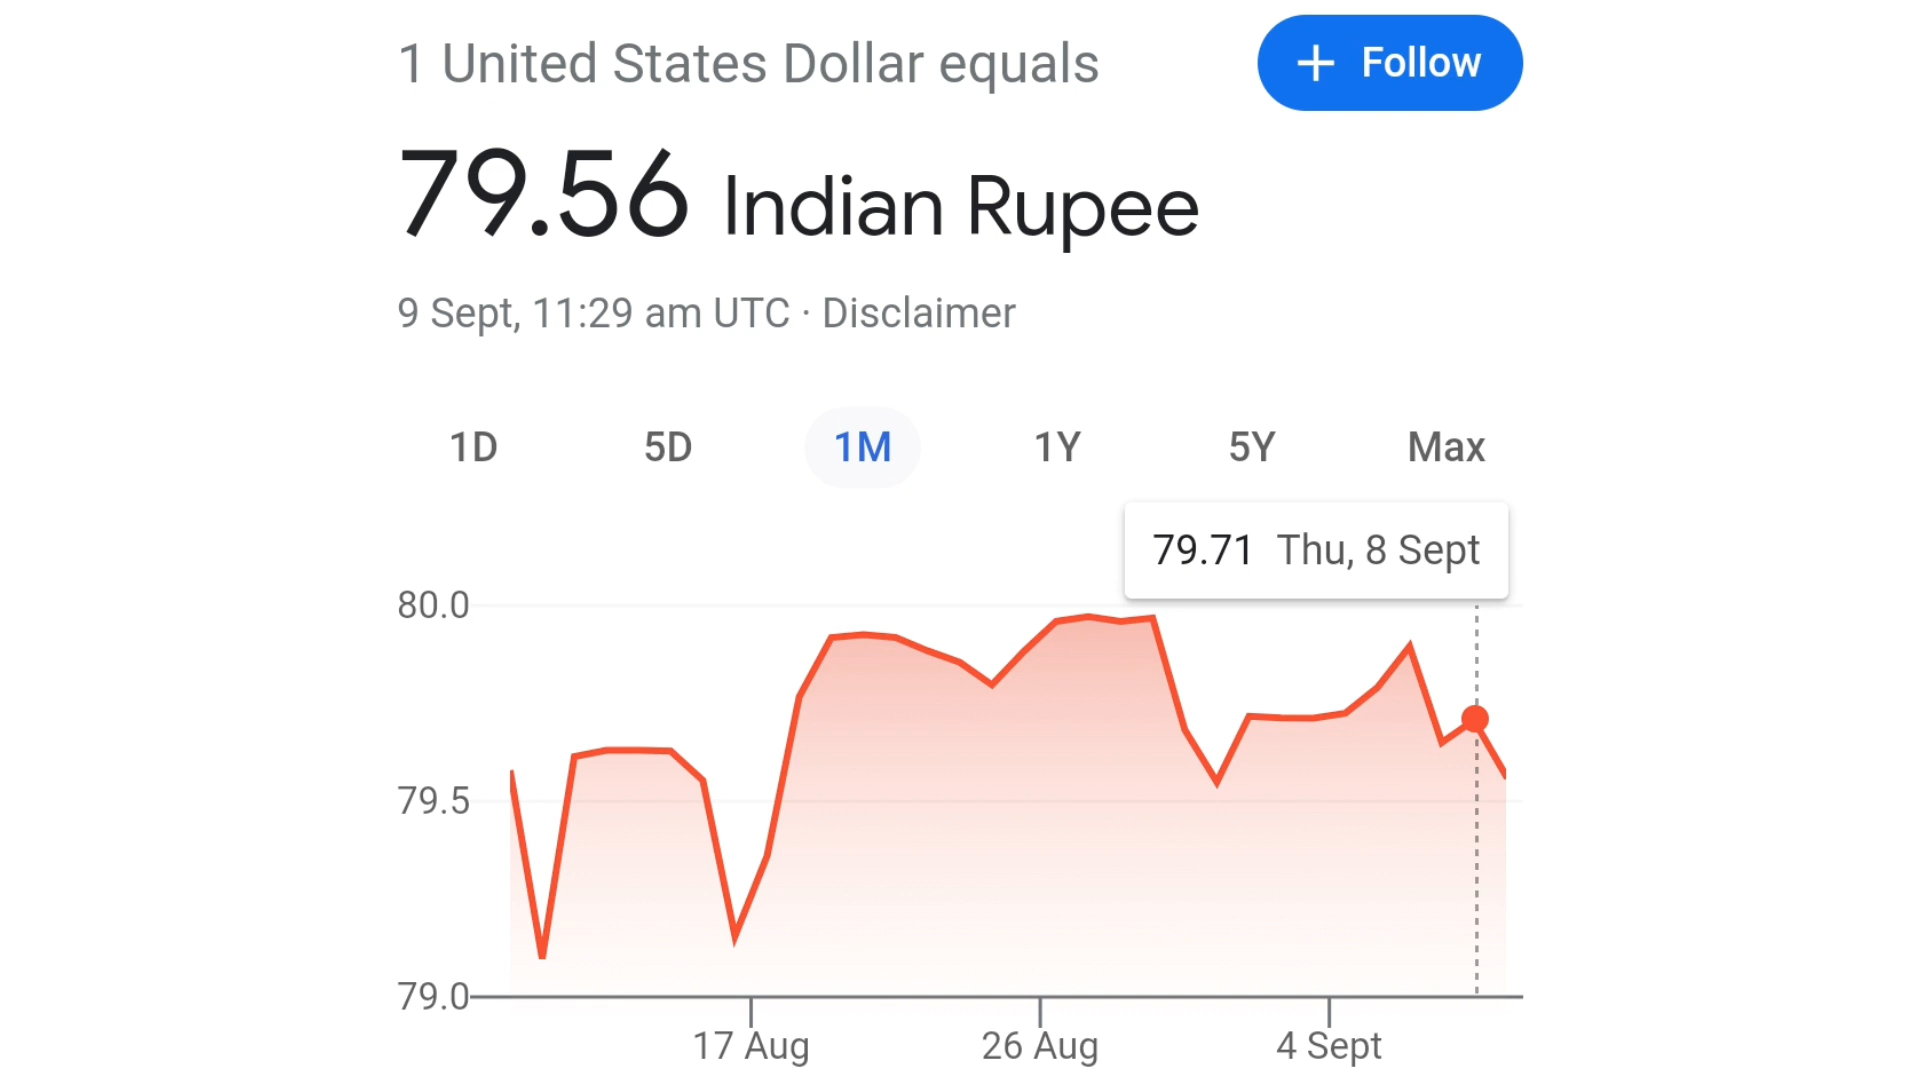 1 United States Dollar equals
+ Follow
79.56 Indian Rupee
9 Sept, 11:29 am UTC · Disclaimer
1D 5D 1M 1Y 5Y Max
79.71 Thu, 8 Sept
80.0
79.5
79.0
17 Aug 26 Aug 4 Sept